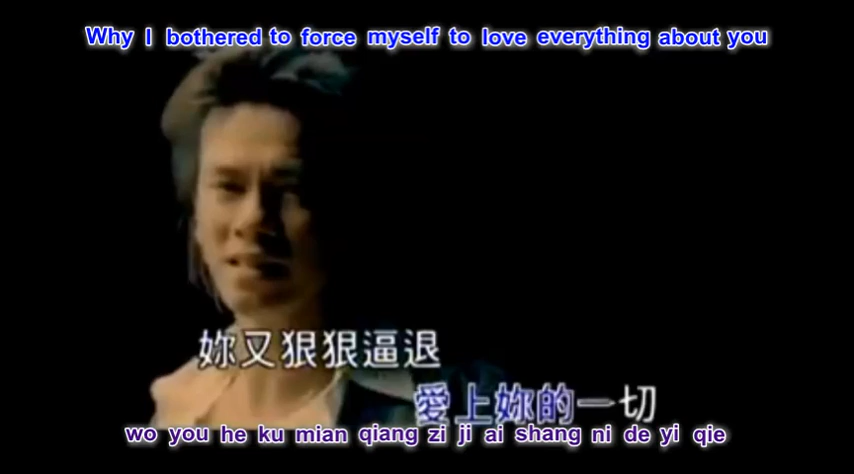 Why I bothered to force myself to love everything about you
妳又狠狠逼退
愛上妳的一切
wo you he ku mian qiang zi ji ai shang ni de yi qie